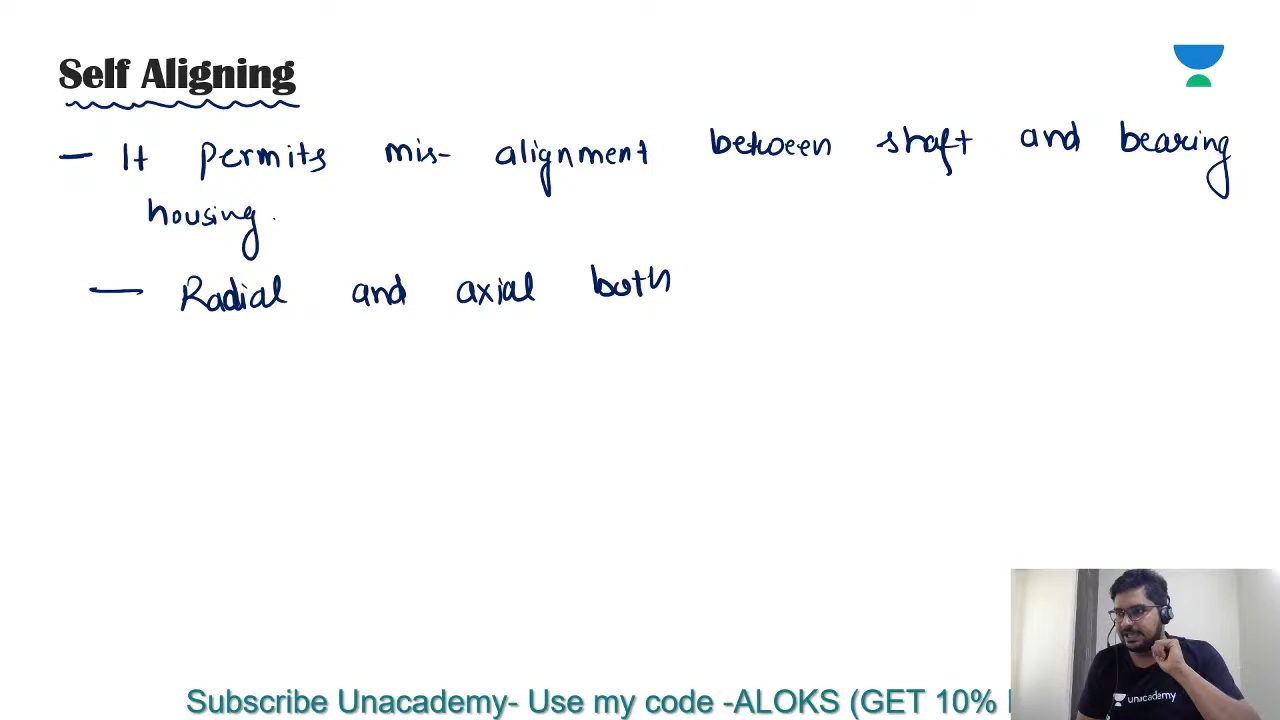 Self Aligning
- It permits mis- alignment between shaft and bearing
housing.
- Radial and axial both
unacademy
Subscribe Unacademy- Use my code -ALOKS (GET 10%